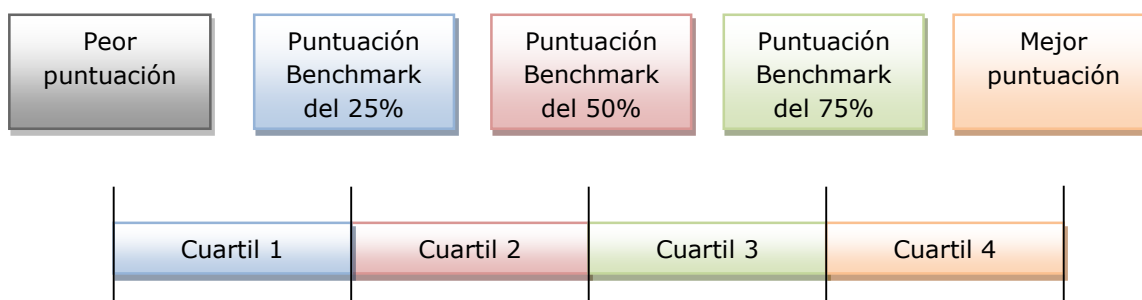 Peor
puntuación
Puntuación
Benchmark
del 25%
Puntuación
Benchmark
del 50%
Puntuación
Benchmark
del 75%
Mejor
puntuación
Cuartil 1
Cuartil 2
Cuartil 3
Cuartil 4